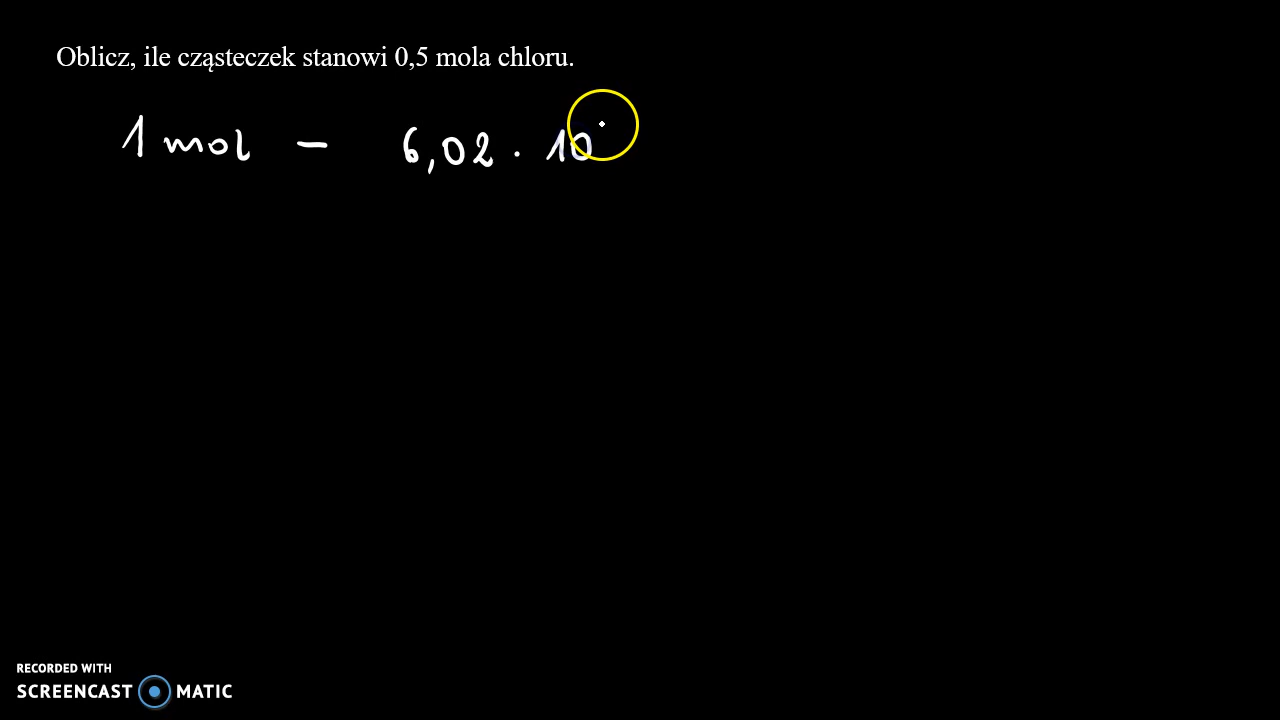 Oblicz, ile cząsteczek stanowi 0,5 mola chloru.
1 mol – 6,02 · 10
RECORDED WITH
SCREENCAST MATIC